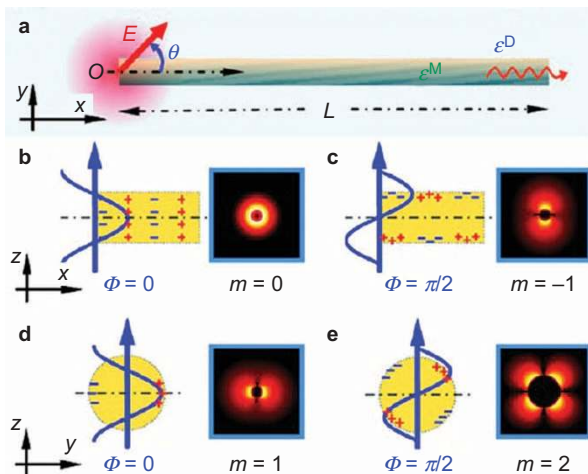 a
E
θ
ε^D
O
ε^M
y
x
L
b
c
z
x
Φ = 0
m = 0
Φ = π/2
m = –1
d
e
z
y
Φ = 0
m = 1
Φ = π/2
m = 2